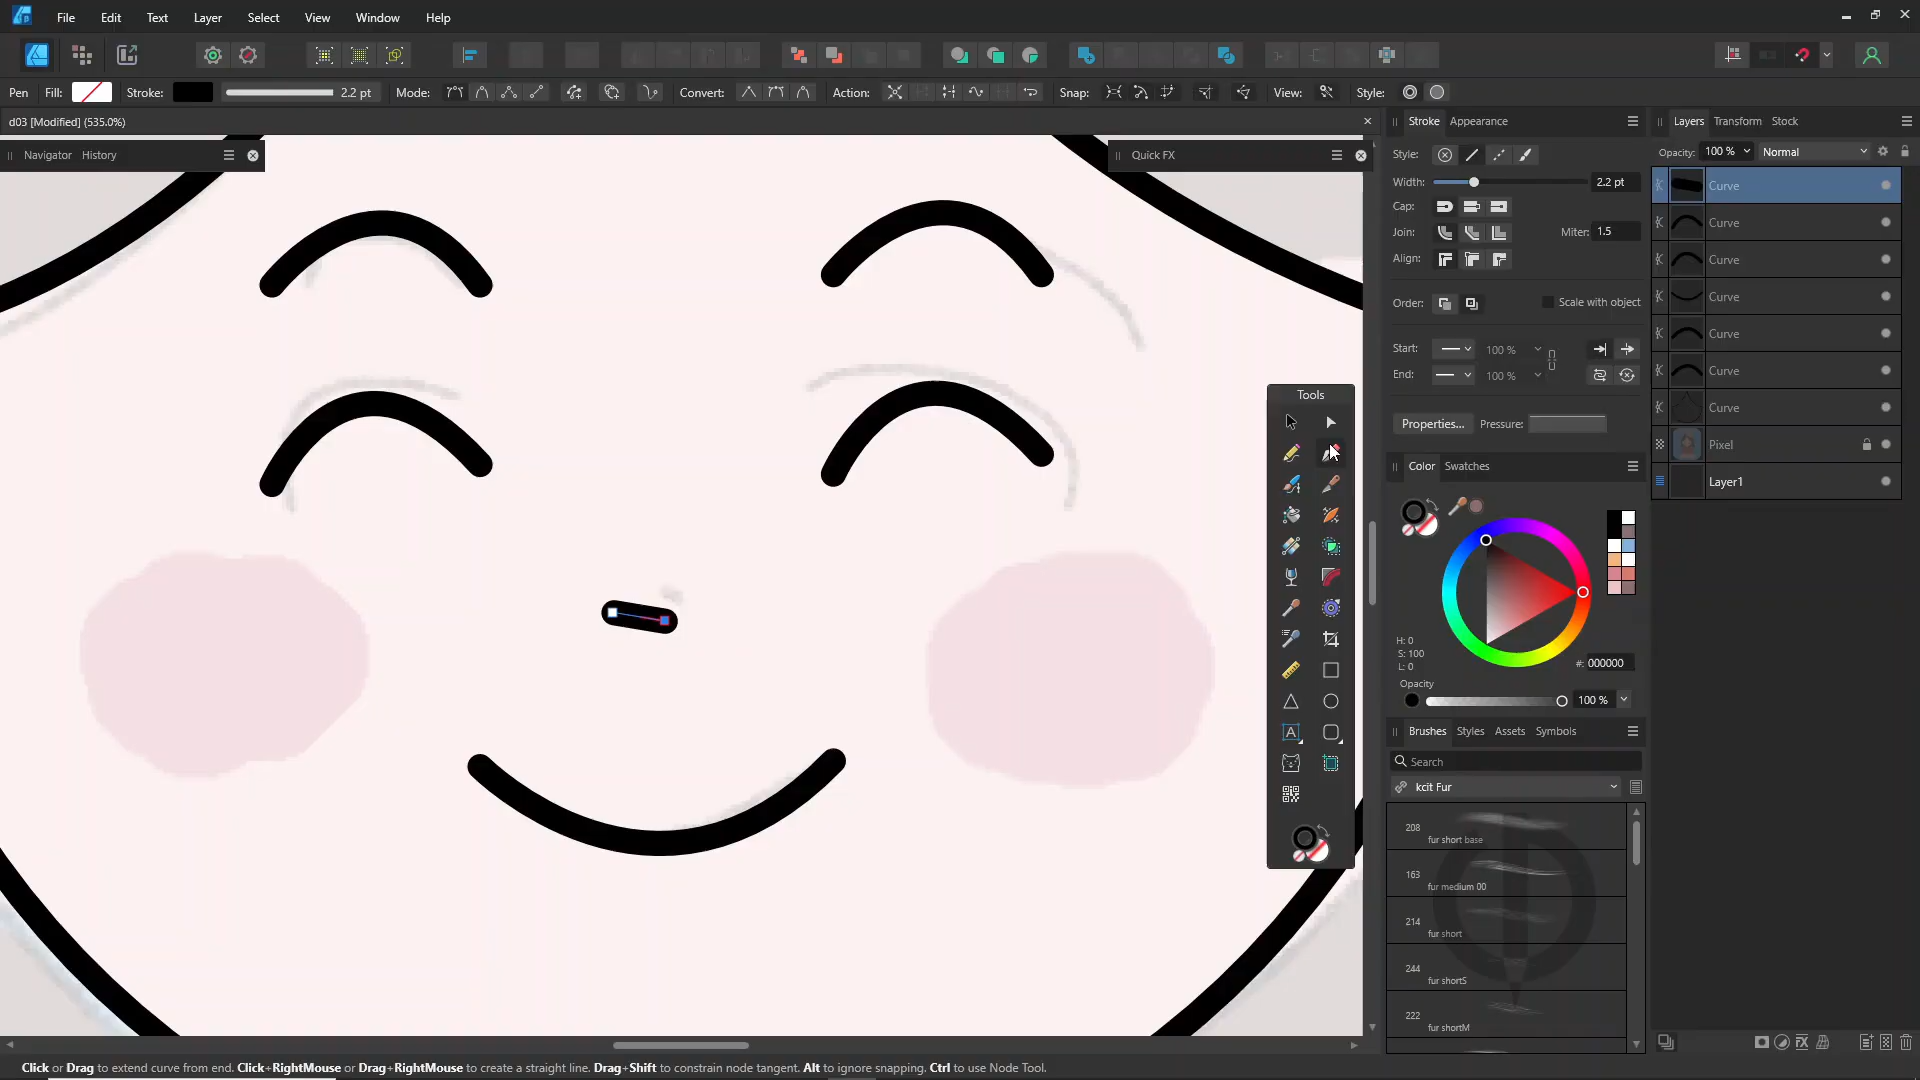 File Edit Text Layer Select View Window Help
Pen Fill: Stroke: 2.2 pt Mode: Convert: Action: Snap: View: Style:
d03 [Modified] (535.0%)
Navigator History
Quick FX
Stroke Appearance
Style:
Width: 2.2 pt
Cap:
Join: Miter: 1.5
Align:
Order: Scale with object
Start: 100 %
End: 100 %
Properties... Pressure:
Color Swatches
H: 0
S: 100
L: 0
#: 000000
Opacity
100 %
Brushes Styles Assets Symbols
Search
kcit Fur
208
fur short base
163
fur medium 00
214
fur short
244
fur shortS
222
fur shortM
Layers Transform Stock
Opacity: 100 % Normal
Curve
Curve
Curve
Curve
Curve
Curve
Curve
Pixel
Layer1
Tools
A
Click or Drag to extend curve from end. Click+RightMouse or Drag+RightMouse to create a straight line. Drag+Shift to constrain node tangent. Alt to ignore snapping. Ctrl to use Node Tool.